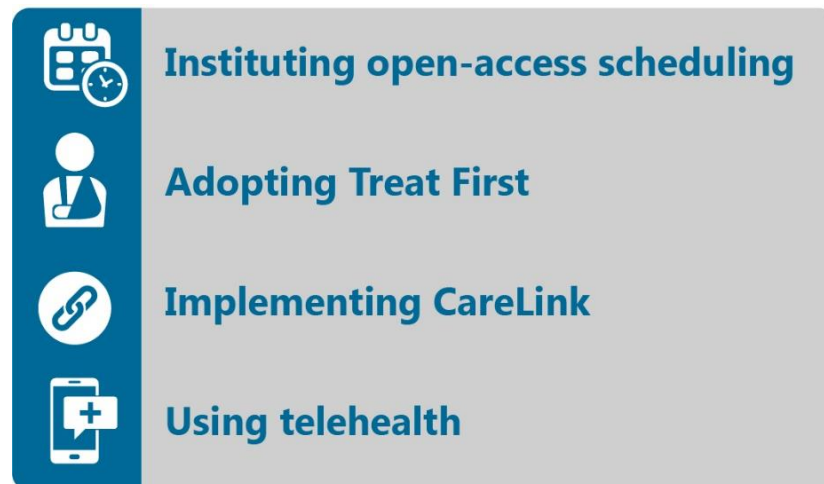 Instituting open-access scheduling
Adopting Treat First
Implementing CareLink
Using telehealth